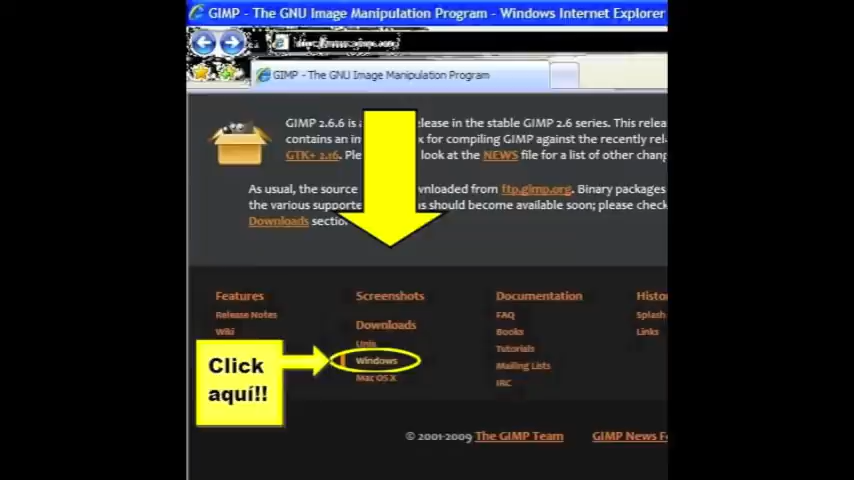 GIMP - The GNU Image Manipulation Program - Windows Internet Explorer
GIMP - The GNU Image Manipulation Program
GIMP 2.6.6 is a elease in the stable GIMP 2.6 series. This relea
contains an im x for compiling GIMP against the recently rel
GTK+ 2.16. Ple look at the NEWS file for a list of other chang
As usual, the source wnloaded from ftp.gimp.org. Binary packages
the various supporte ns should become available soon; please check
Downloads sectio
Features Screenshots Documentation Histo
Release Notes FAQ Splash
Wiki Downloads Books Links
Unix Tutorials
Windows Mailing Lists
Mac OS X IRC
Click
aquí!!
© 2001-2009 The GIMP Team GIMP News F